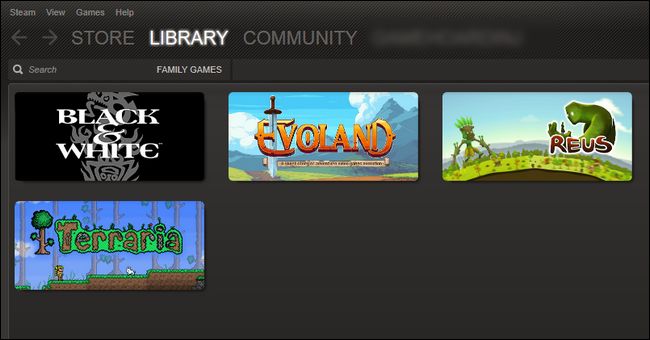 Steam View Games Help
STORE LIBRARY COMMUNITY
Search FAMILY GAMES
BLACK
&
WHITE
EVOLAND
REUS
Terraria